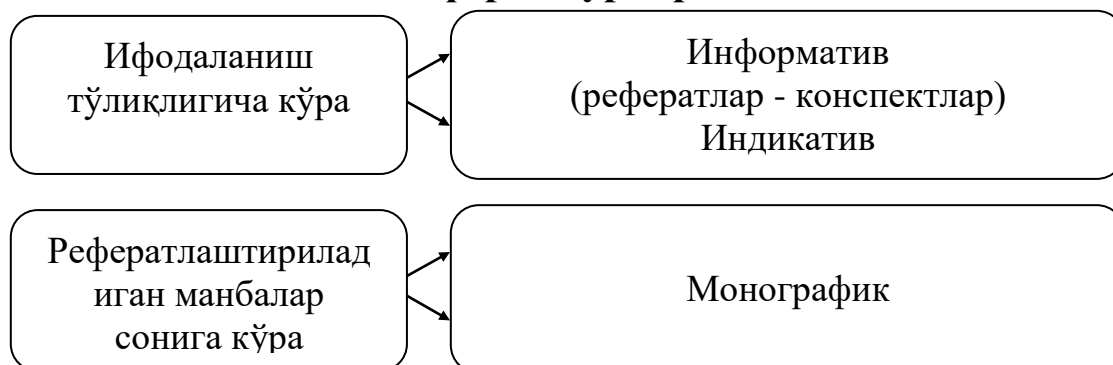 Ифодаланиш
тўлиқлигича кўра
Информатив
(рефератлар - конспектлар)
Индикатив
Рефератлаштирилад
иган манбалар
сонига кўра
Монографик